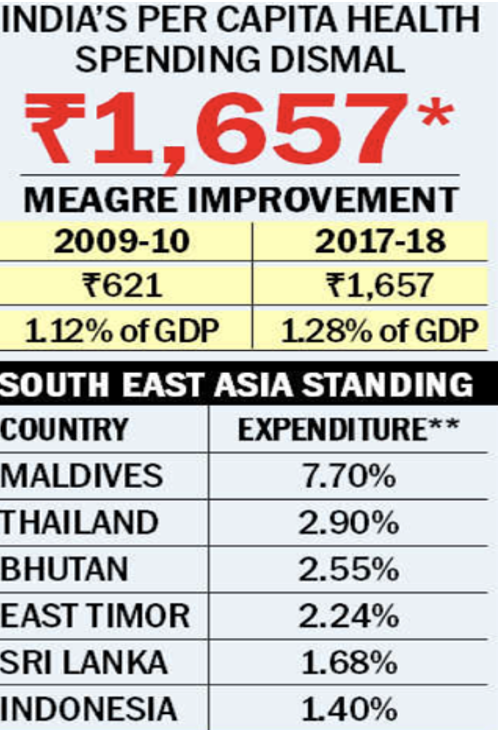 INDIA'S PER CAPITA HEALTH
SPENDING DISMAL
₹1,657*
MEAGRE IMPROVEMENT
2009-10 2017-18
₹621 ₹1,657
1.12% of GDP 1.28% of GDP
SOUTH EAST ASIA STANDING
COUNTRY EXPENDITURE**
MALDIVES 7.70%
THAILAND 2.90%
BHUTAN 2.55%
EAST TIMOR 2.24%
SRI LANKA 1.68%
INDONESIA 1.40%